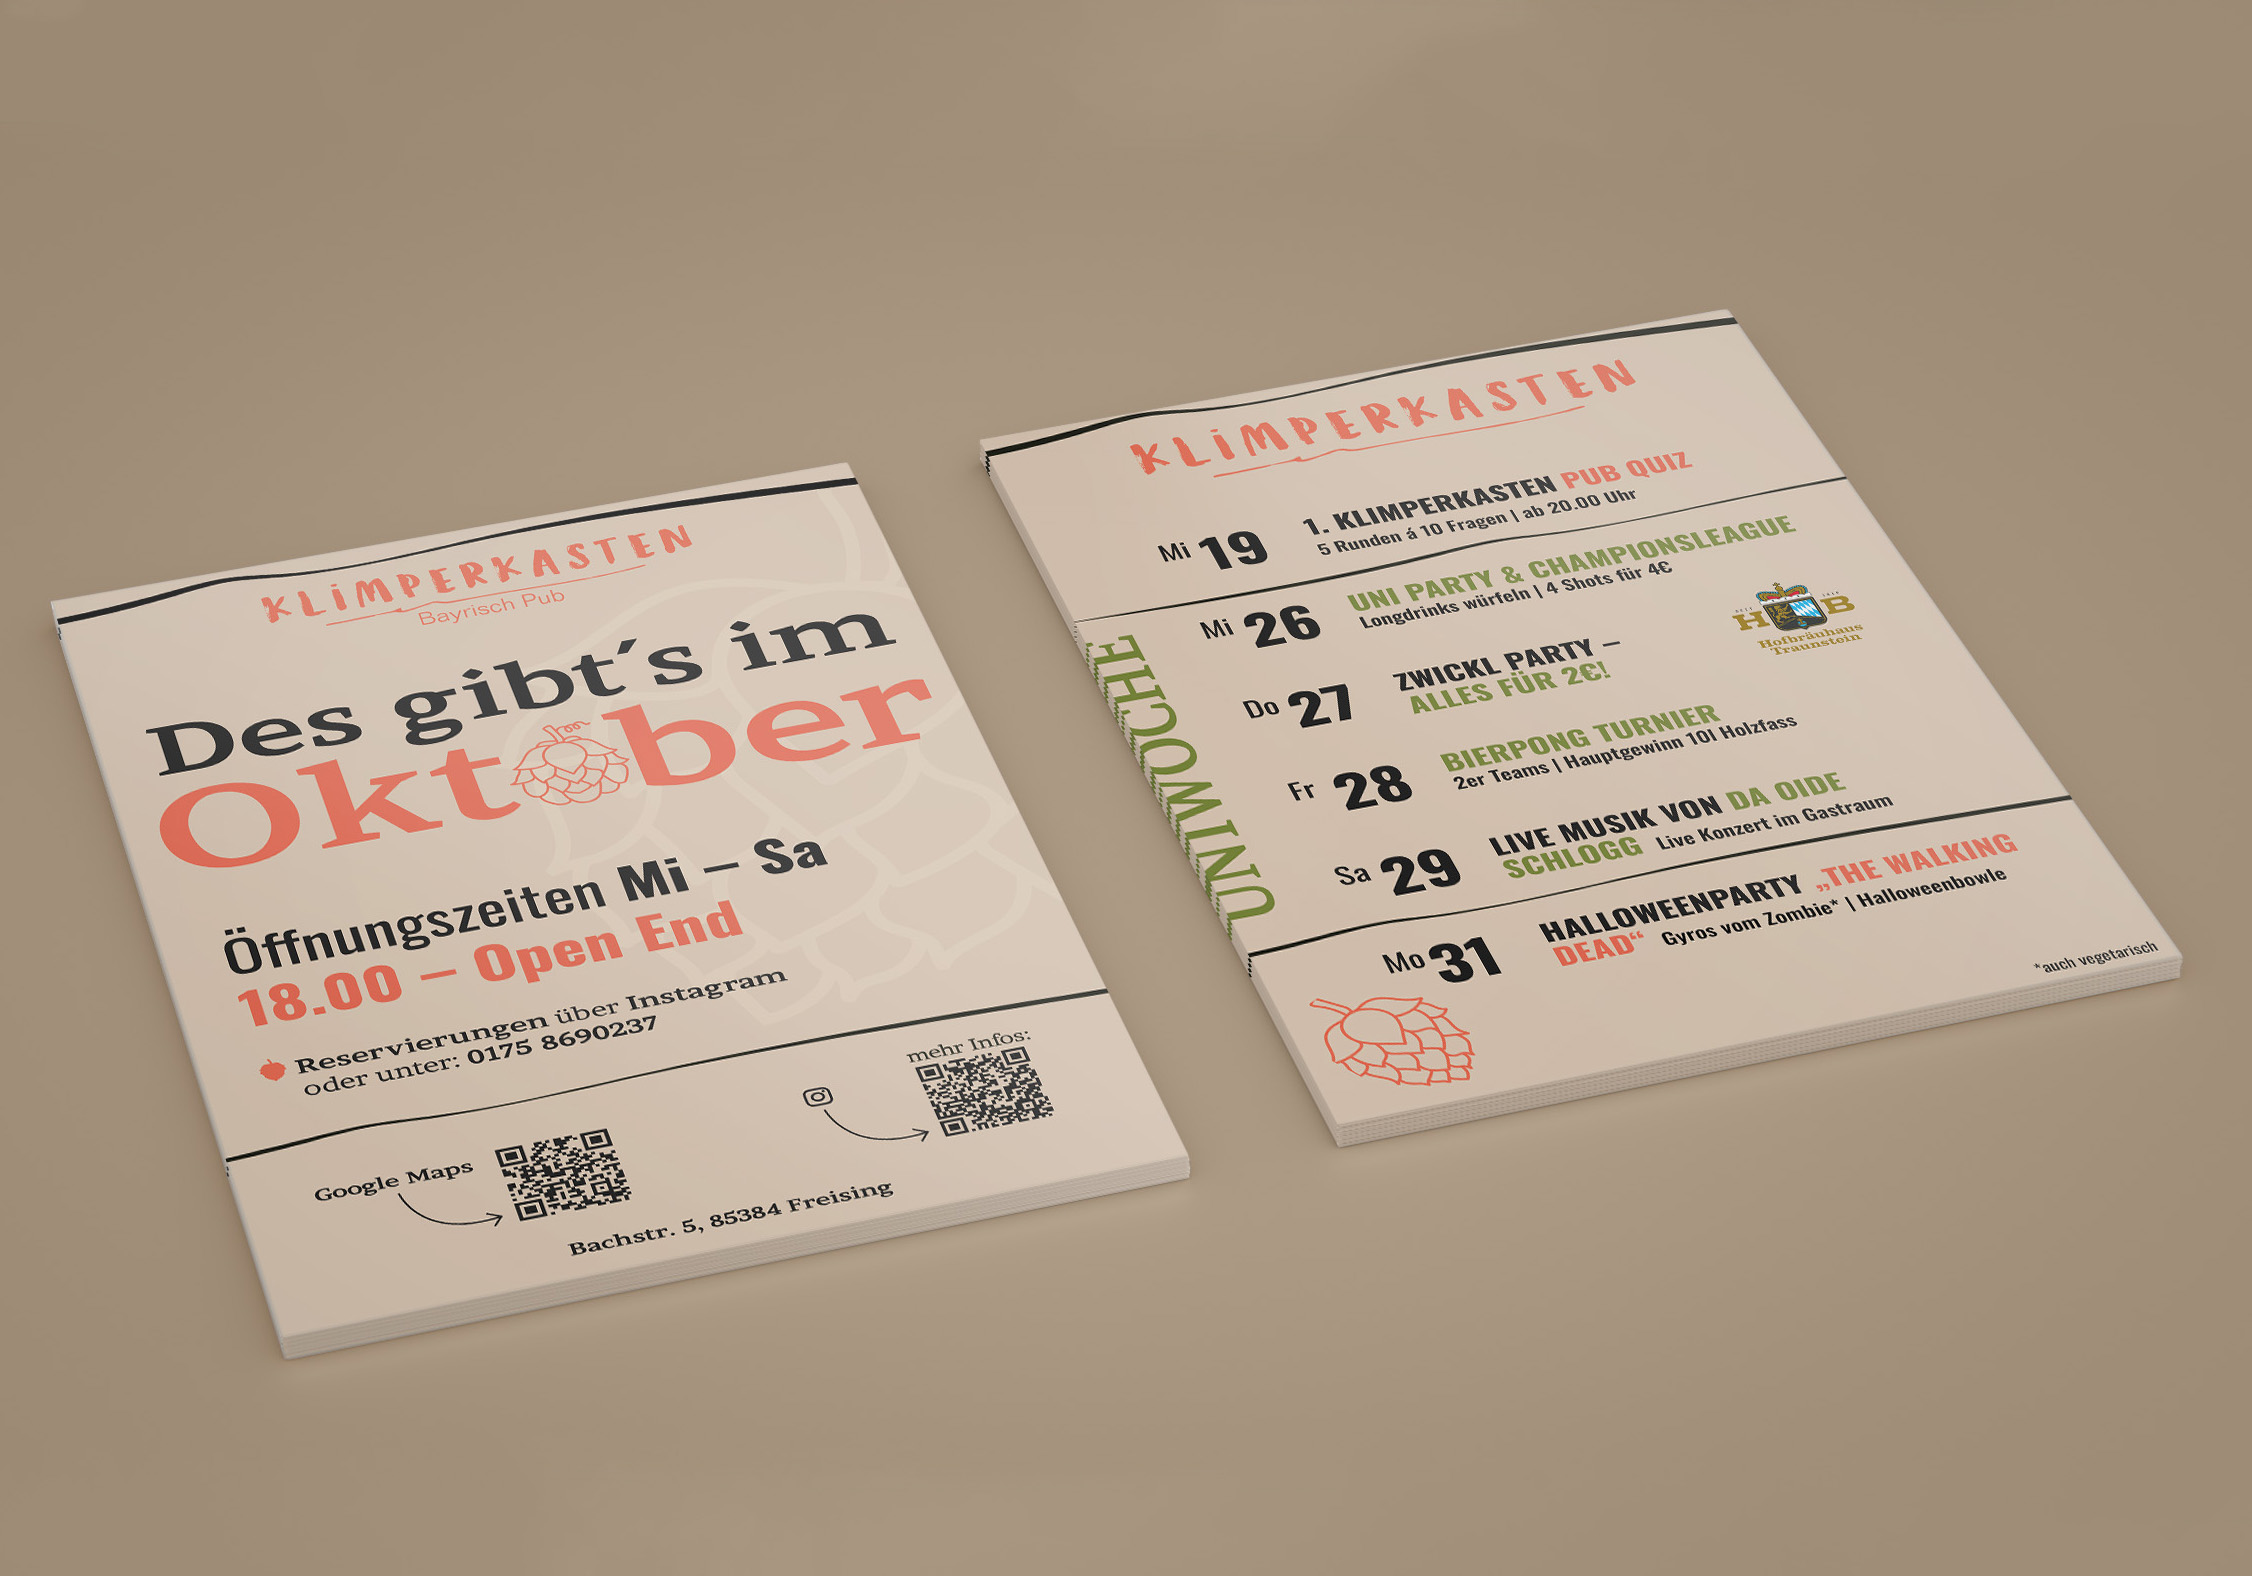 KLiMPERKASTEN
Bayrisch Pub
Des gibt´s im
Oktober
Öffnungszeiten Mi – Sa
18.00 – Open End
Reservierungen über Instagram
oder unter: 0175 8690237
mehr Infos:
Google Maps
Bachstr. 5, 85384 Freising
KLiMPERKASTEN
Mi 19
1. KLIMPERKASTEN PUB QUIZ
5 Runden á 10 Fragen | ab 20.00 Uhr
UNIWOCHE
Mi 26
UNI PARTY & CHAMPIONSLEAGUE
Longdrinks würfeln | 4 Shots für 4€
H B
Hofbräuhaus
Traunstein
Do 27
ZWICKL PARTY –
ALLES FÜR 2€!
Fr 28
BIERPONG TURNIER
2er Teams | Hauptgewinn 10l Holzfass
Sa 29
LIVE MUSIK VON DA OIDE
SCHLOGG Live Konzert im Gastraum
Mo 31
HALLOWEENPARTY „THE WALKING
DEAD“ Gyros vom Zombie* | Halloweenbowle
*auch vegetarisch